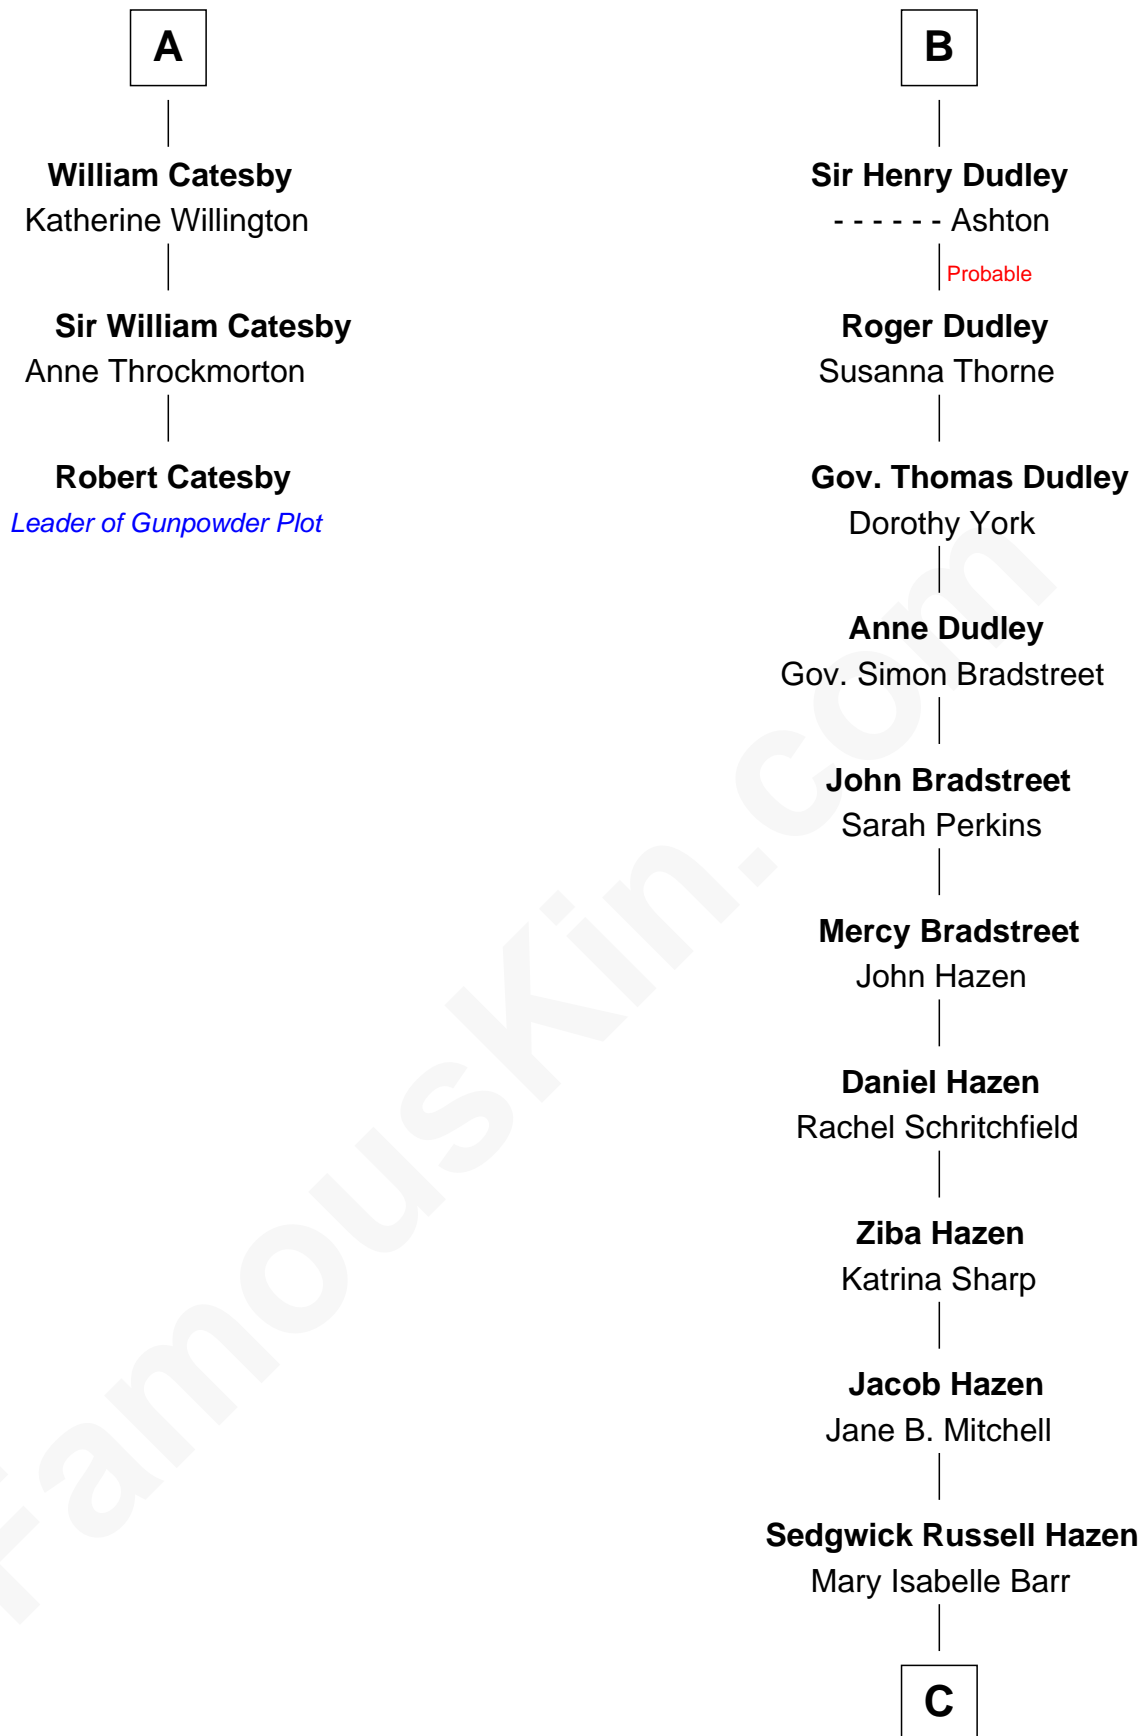 A
William Catesby
Katherine Willington
Sir William Catesby
Anne Throckmorton
Robert Catesby
Leader of Gunpowder Plot
B
Sir Henry Dudley
- - - - - - Ashton
Probable
Roger Dudley
Susanna Thorne
Gov. Thomas Dudley
Dorothy York
Anne Dudley
Gov. Simon Bradstreet
John Bradstreet
Sarah Perkins
Mercy Bradstreet
John Hazen
Daniel Hazen
Rachel Schritchfield
Ziba Hazen
Katrina Sharp
Jacob Hazen
Jane B. Mitchell
Sedgwick Russell Hazen
Mary Isabelle Barr
C
FamousKin.com